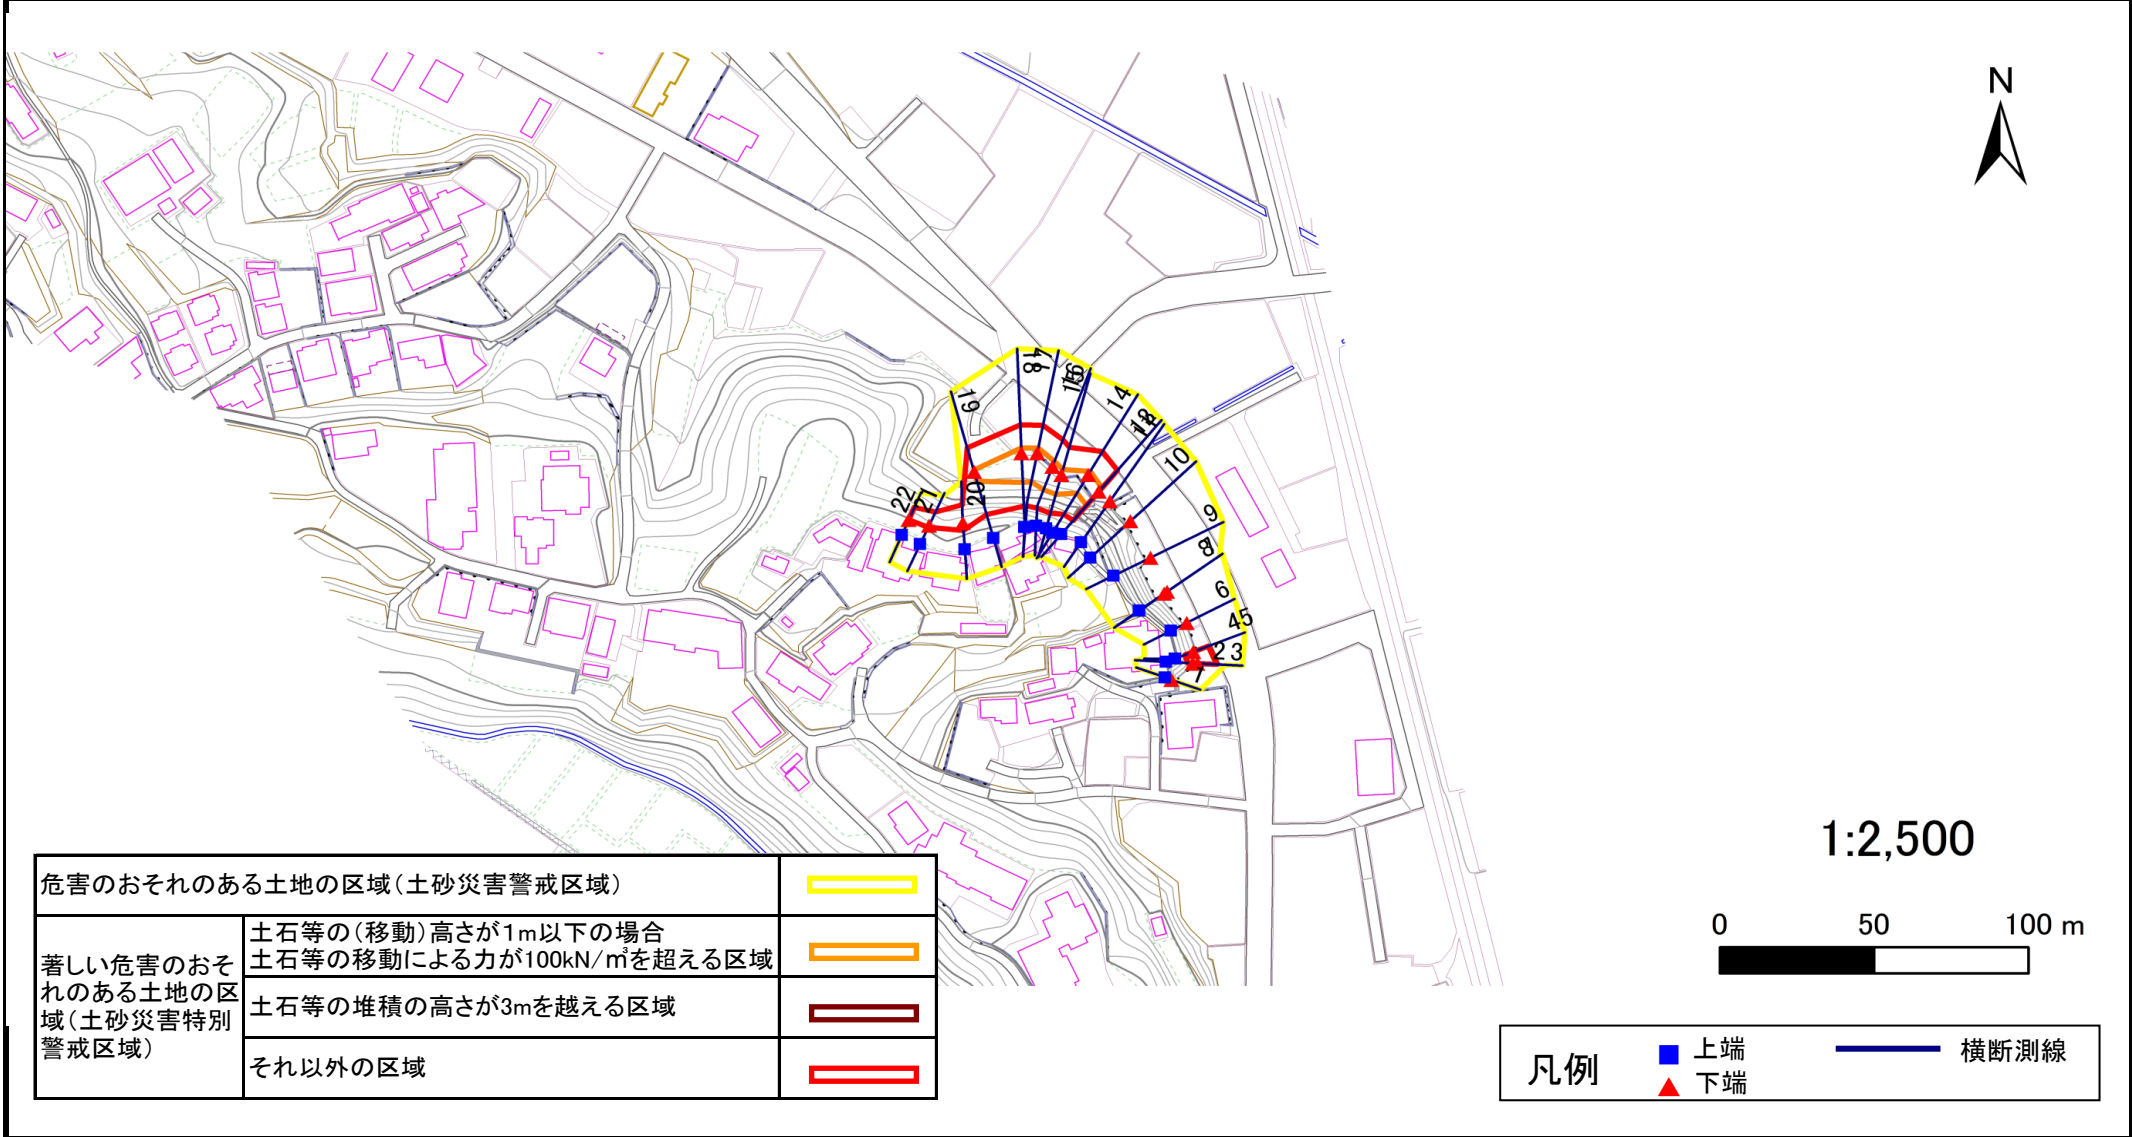 N
18
17
16
15
19
14
13
12
10
20
22
21
9
8
6
45
2 3
1
1:2,500
0 50 100 m
危害のおそれのある土地の区域(土砂災害警戒区域)
著しい危害のおそ
れのある土地の区
域(土砂災害特別
警戒区域)
土石等の(移動)高さが1m以下の場合
土石等の移動による力が100kN/㎡を超える区域
土石等の堆積の高さが3mを越える区域
それ以外の区域
凡例
上端
下端
横断測線